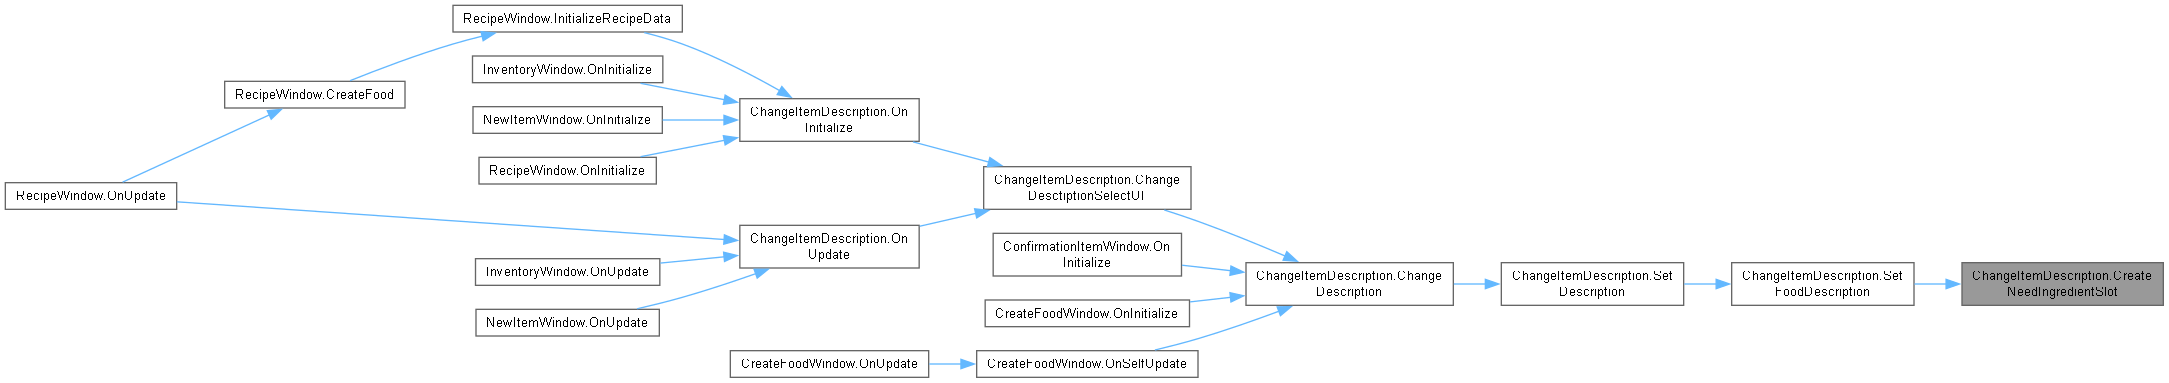 RecipeWindow.InitializeRecipeData
InventoryWindow.OnInitialize
RecipeWindow.CreateFood
ChangeItemDescription.On
Initialize
NewItemWindow.OnInitialize
RecipeWindow.OnInitialize
ChangeItemDescription.Change
DesctiptionSelectUI
RecipeWindow.OnUpdate
ChangeItemDescription.On
Update
ConfirmationItemWindow.On
Initialize
InventoryWindow.OnUpdate
ChangeItemDescription.Change
Description
ChangeItemDescription.Set
Description
ChangeItemDescription.Set
FoodDescription
ChangeItemDescription.Create
NeedIngredientSlot
CreateFoodWindow.OnInitialize
NewItemWindow.OnUpdate
CreateFoodWindow.OnUpdate
CreateFoodWindow.OnSelfUpdate